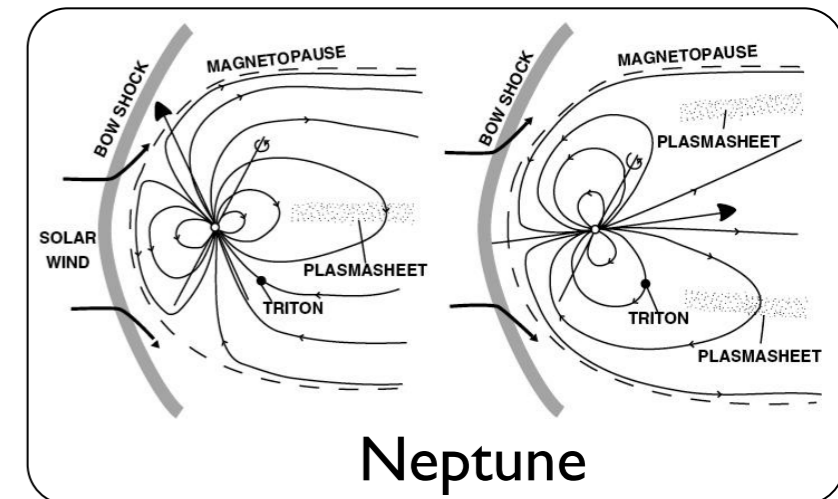 BOW SHOCK
MAGNETOPAUSE
SOLAR
WIND
PLASMASHEET
TRITON
BOW SHOCK
MAGNETOPAUSE
PLASMASHEET
TRITON
PLASMASHEET
Neptune